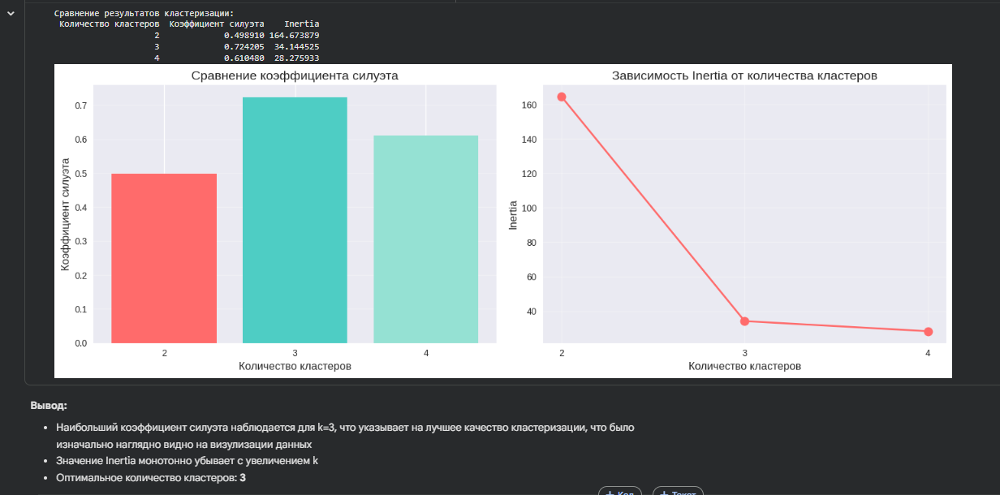 Сравнение результатов кластеризации:
Количество кластеров Коэффициент силуэта Inertia
2 0.498910 164.673879
3 0.724205 34.144525
4 0.610480 28.275933
Сравнение коэффициента силуэта
Коэффициент силуэта
0.7
0.6
0.5
0.4
0.3
0.2
0.1
0.0
2 3 4
Количество кластеров
Зависимость Inertia от количества кластеров
Inertia
160
140
120
100
80
60
40
2 3 4
Количество кластеров
Вывод:
• Наибольший коэффициент силуэта наблюдается для k=3, что указывает на лучшее качество кластеризации, что было
изначально наглядно видно на визулизации данных
• Значение Inertia монотонно убывает с увеличением k
• Оптимальное количество кластеров: 3
+ Код + Текст